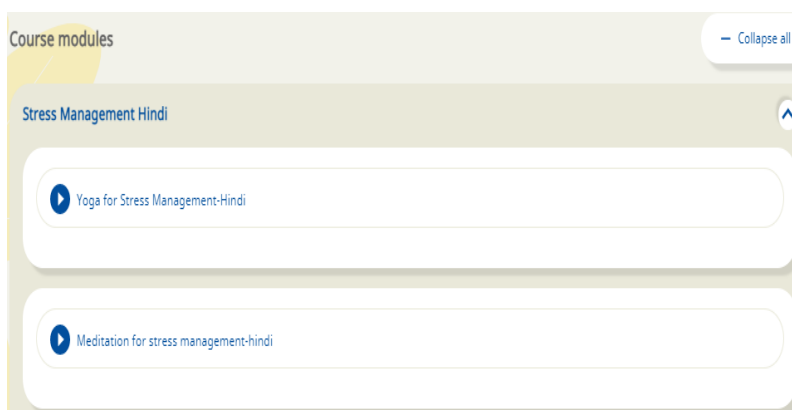 Course modules
– Collapse all
Stress Management Hindi
Yoga for Stress Management-Hindi
Meditation for stress management-hindi